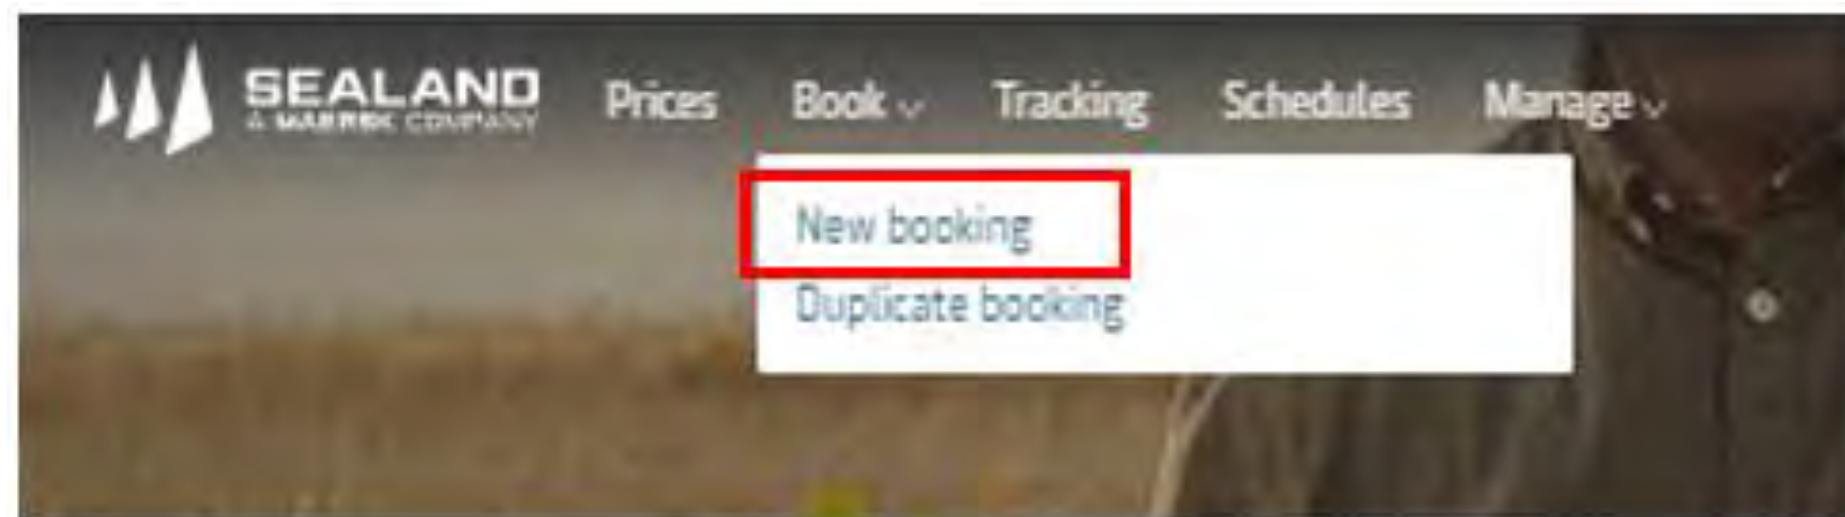 SEALAND
A MAERSK COMPANY
Prices Book Tracking Schedules Manage
New booking
Duplicate booking